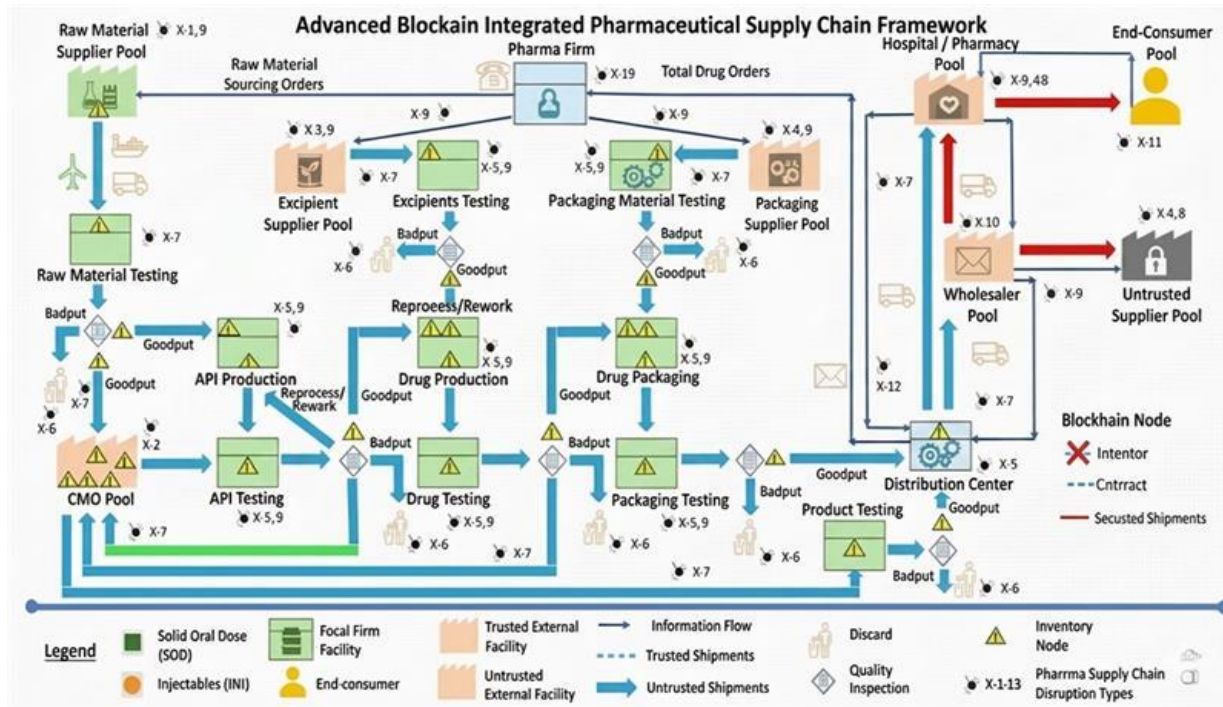 Advanced Blockain Integrated Pharmaceutical Supply Chain Framework
Raw Material
Supplier Pool
X-1,9
Raw Material
Sourcing Orders
Pharma Firm
B
X-19
Total Drug Orders
Hospital / Pharmacy
Pool
X-9,48
End-Consumer
Pool
X-11
X-9
X-9
X 3,9
X-5,9
X-7
Excipient
Supplier Pool
Excipients Testing
X-5,9
X 4,9
X-7
Packaging Material Testing
Packaging
Supplier Pool
X-7
X.10
X 4,8
X-7
Raw Material Testing
Badput
X-6
Goodput
Badput
X-6
Goodput
Wholesaler
Pool
X-9
Untrusted
Supplier Pool
Badput
Goodput
X-5,9
API Production
Goodput
X-7
X-6
Reprocess/
Rewark
Reproeess/Rework
X 5,9
Drug Production
Goodput
X-5,9
Drug Packaging
Goodput
X-12
X-7
Blockhain Node
Intentor
Cntrract
Secusted Shipments
X-2
CMO Pool
API Testing
X-5,9
Badput
X-6
Drug Testing
X-5,9
Badput
X-6
Packaging Testing
X-5,9
Badput
X-6
Goodput
X-5
Distribution Center
Product Testing
Goodput
Badput
X-6
X-7
X-7
X-7
Legend
Solid Oral Dose
(SOD)
Injectables (INI)
Focal Firm
Facility
End-consumer
Trusted External
Facility
Untrusted
External Facility
Information Flow
Trusted Shipments
Untrusted Shipments
Discard
Quality
Inspection
Inventory
Node
X-1-13
Pharrma Supply Chain
Disruption Types